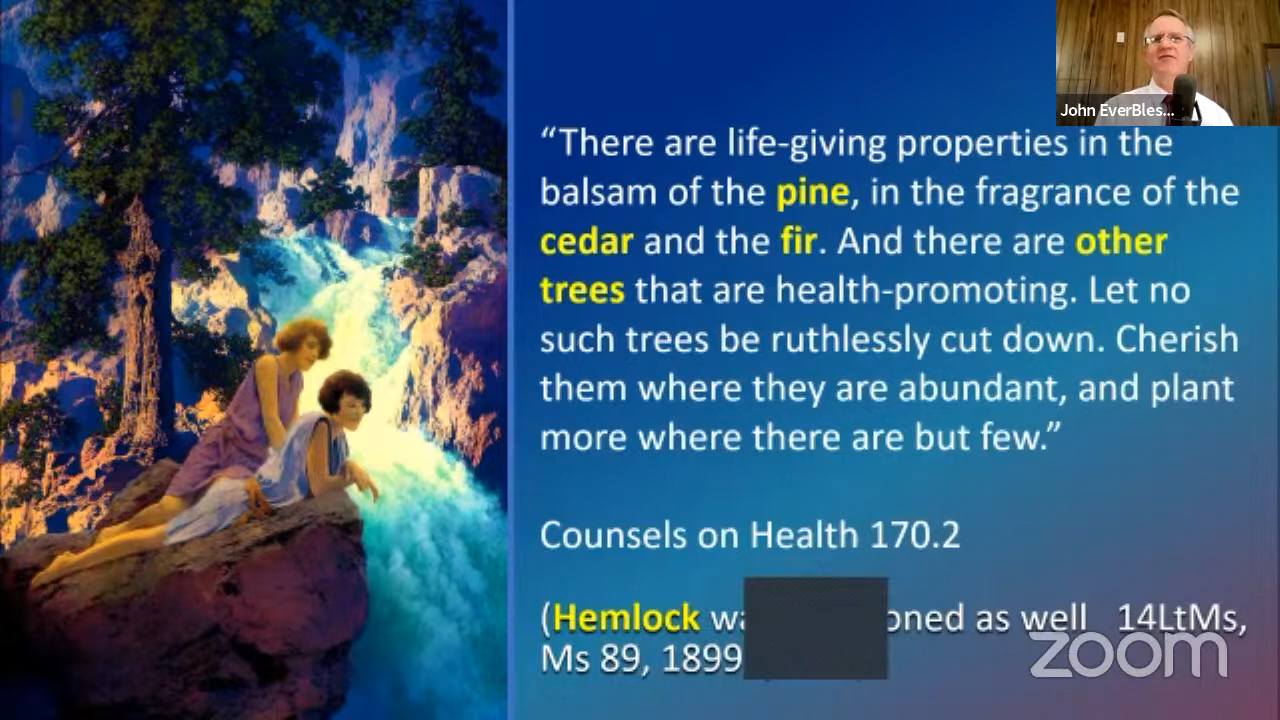 John EverBles...
“There are life-giving properties in the
balsam of the pine, in the fragrance of the
cedar and the fir. And there are other
trees that are health-promoting. Let no
such trees be ruthlessly cut down. Cherish
them where they are abundant, and plant
more where there are but few.”
Counsels on Health 170.2
(Hemlock as well 14LtMs,
Ms 89, 1899
zoom